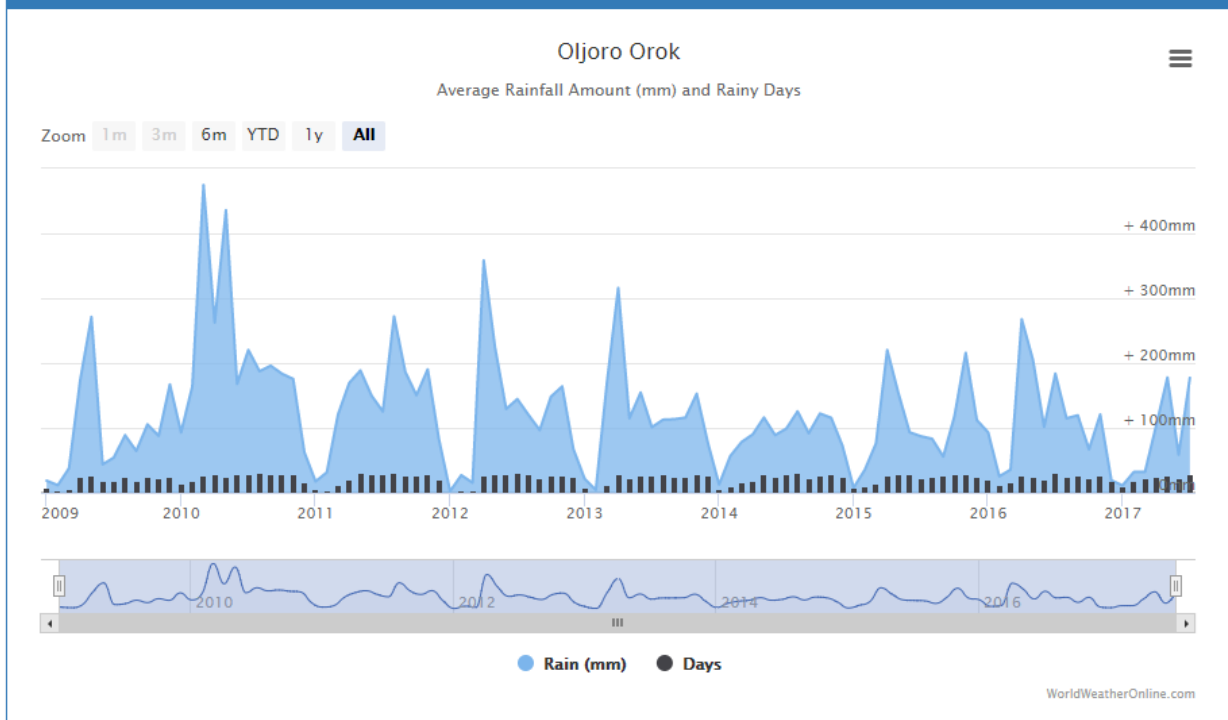 Oljoro Orok
Average Rainfall Amount (mm) and Rainy Days
Zoom 1m 3m 6m YTD 1y All
+ 400mm
+ 300mm
+ 200mm
+ 100mm
0mm
2009 2010 2011 2012 2013 2014 2015 2016 2017
2010 2012 2014 2016
Rain (mm) Days
WorldWeatherOnline.com